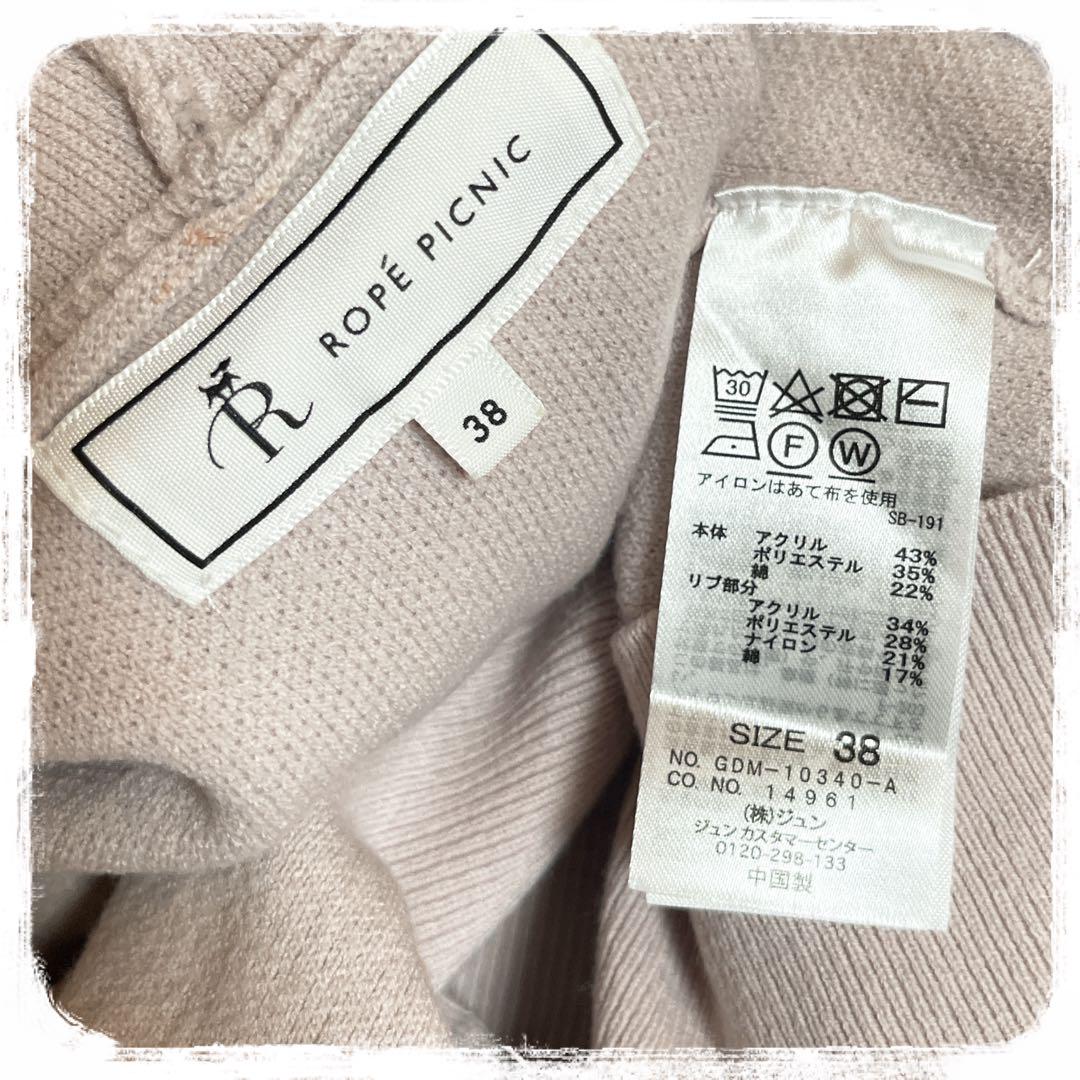 R ROPÉ PICNIC
38
30
F W
アイロンはあて布を使用
SB-191
本体 アクリル 43%
ポリエステル 35%
綿 22%
リブ部分
アクリル 34%
ポリエステル 28%
ナイロン 21%
綿 17%
SIZE 38
NO. GDM-10340-A
CO. NO. 14961
(株)ジュン
ジュン カスタマーセンター
0120-298-133
中国製